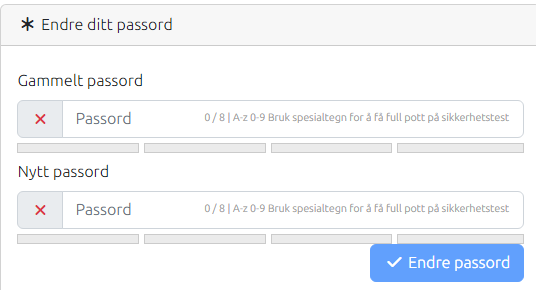 Endre ditt passord
Gammelt passord
Passord 0 / 8 | A-z 0-9 Bruk spesialtegn for å få full pott på sikkerhetstest
Nytt passord
Passord 0 / 8 | A-z 0-9 Bruk spesialtegn for å få full pott på sikkerhetstest
Endre passord